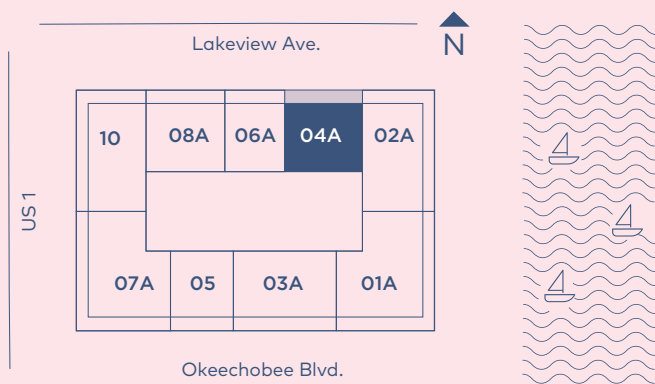 Lakeview Ave.
N
US 1
10
08A
06A
04A
02A
07A
05
03A
01A
Okeechobee Blvd.